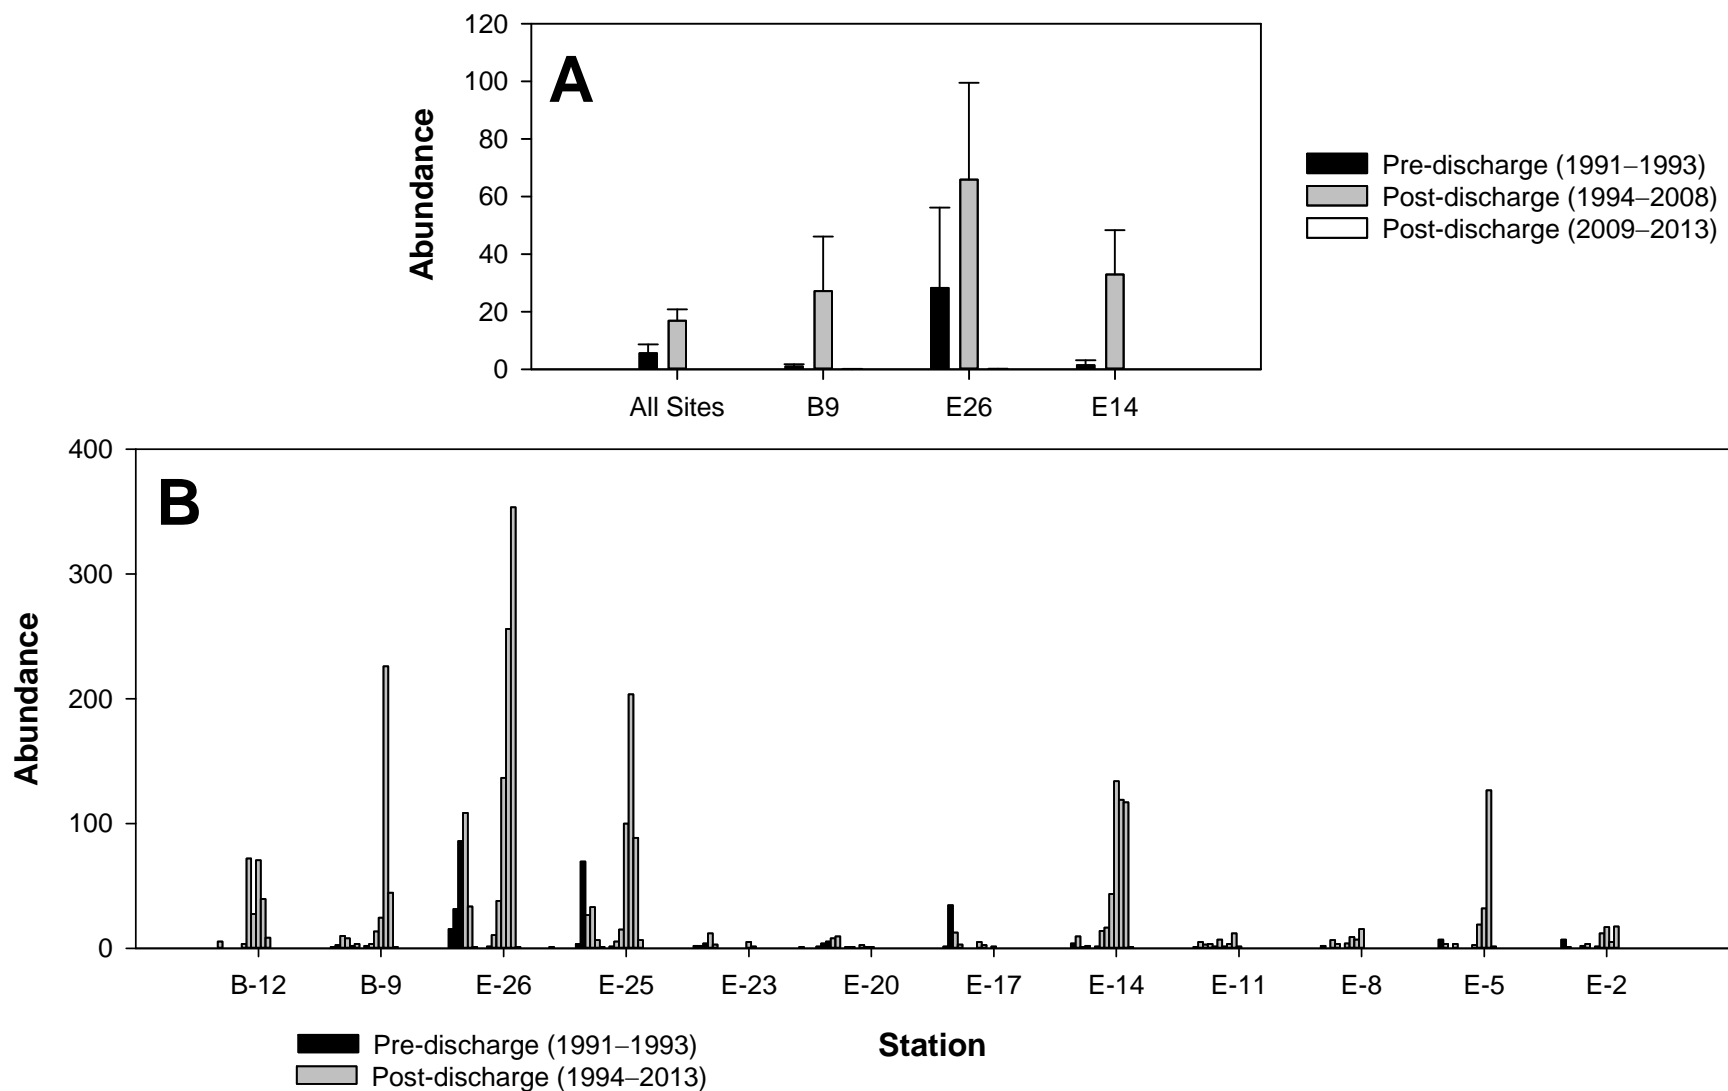 120
100
80
60
40
20
0
Abundance
A
All Sites B9 E26 E14
Pre-discharge (1991–1993)
Post-discharge (1994–2008)
Post-discharge (2009–2013)
400
300
200
100
0
Abundance
B
B-12 B-9 E-26 E-25 E-23 E-20 E-17 E-14 E-11 E-8 E-5 E-2
Station
Pre-discharge (1991–1993)
Post-discharge (1994–2013)